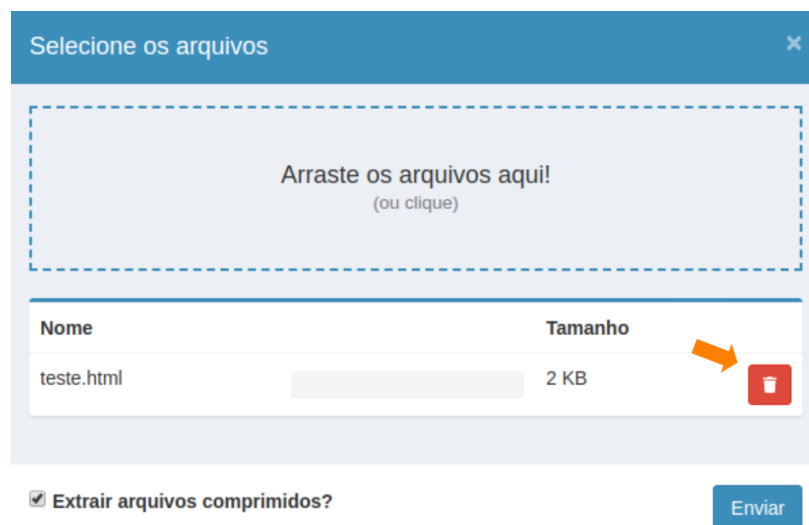 Selecione os arquivos
×
Arraste os arquivos aqui!
(ou clique)
Nome Tamanho
teste.html 2 KB
Extrair arquivos comprimidos?
Enviar